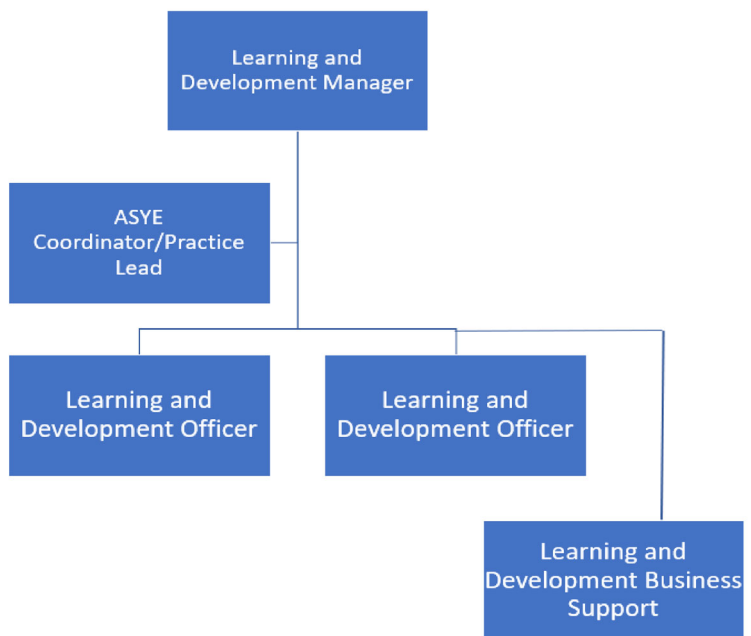 Learning and
Development Manager
ASYE
Coordinator/Practice
Lead
Learning and
Development Officer
Learning and
Development Officer
Learning and
Development Business
Support